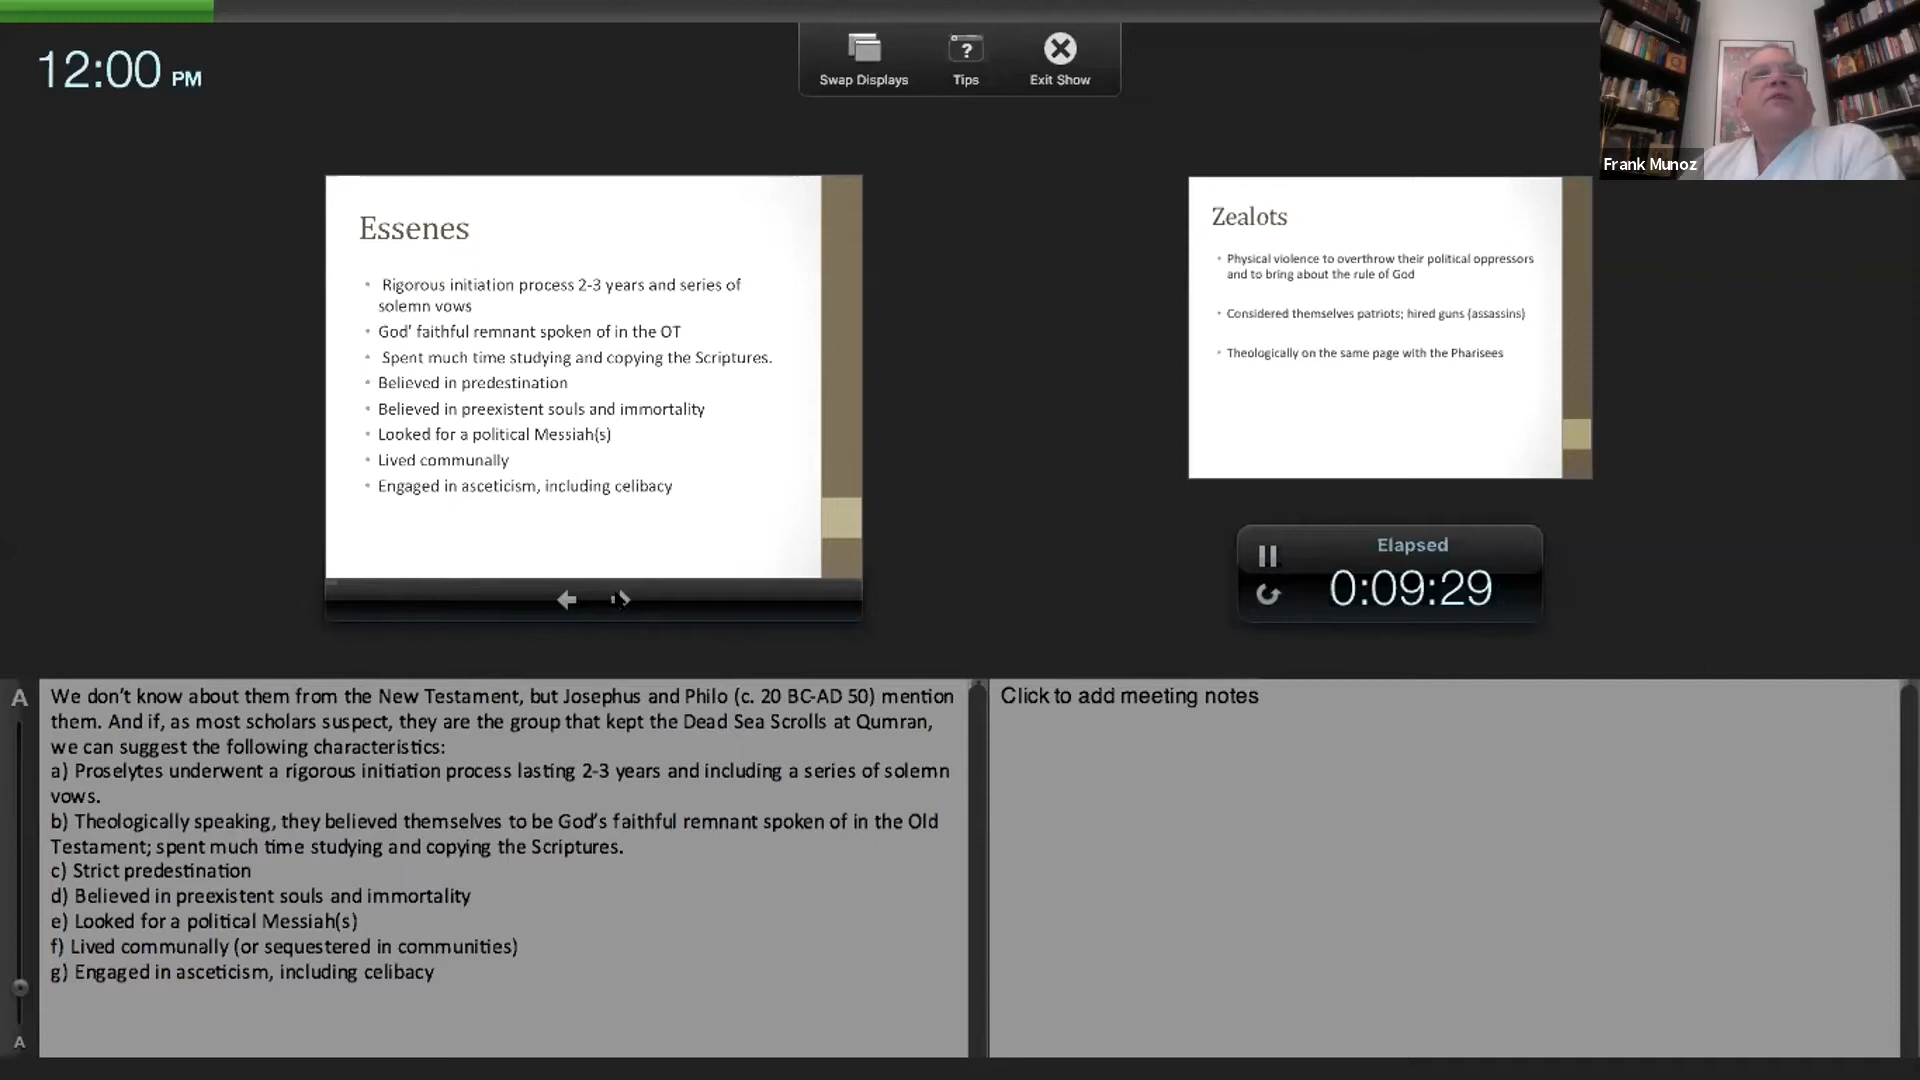 12:00 PM
Swap Displays
Tips
Exit Show
Frank Munoz
Essenes
• Rigorous initiation process 2-3 years and series of
solemn vows
• God' faithful remnant spoken of in the OT
• Spent much time studying and copying the Scriptures.
• Believed in predestination
• Believed in preexistent souls and immortality
• Looked for a political Messiah(s)
• Lived communally
• Engaged in asceticism, including celibacy
Zealots
• Physical violence to overthrow their political oppressors
and to bring about the rule of God
• Considered themselves patriots; hired guns (assassins)
• Theologically on the same page with the Pharisees
Elapsed
0:09:29
A
We don't know about them from the New Testament, but Josephus and Philo (c. 20 BC-AD 50) mention
them. And if, as most scholars suspect, they are the group that kept the Dead Sea Scrolls at Qumran,
we can suggest the following characteristics:
a) Proselytes underwent a rigorous initiation process lasting 2-3 years and including a series of solemn
vows.
b) Theologically speaking, they believed themselves to be God's faithful remnant spoken of in the Old
Testament; spent much time studying and copying the Scriptures.
c) Strict predestination
d) Believed in preexistent souls and immortality
e) Looked for a political Messiah(s)
f) Lived communally (or sequestered in communities)
g) Engaged in asceticism, including celibacy
A
Click to add meeting notes